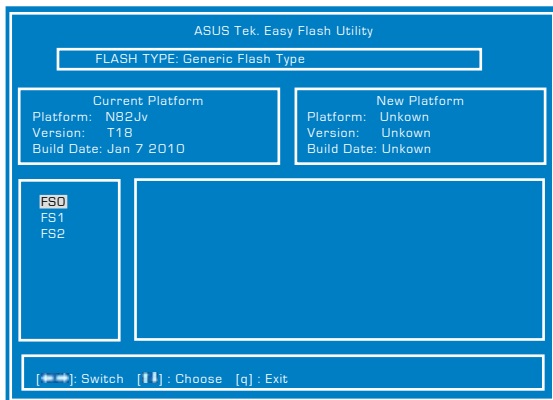 ASUS Tek. Easy Flash Utility
FLASH TYPE: Generic Flash Type
Current Platform
Platform: N82Jv
Version: T18
Build Date: Jan 7 2010
New Platform
Platform: Unkown
Version: Unkown
Build Date: Unkown
FS0
FS1
FS2
[←→]: Switch [↑↓] : Choose [q] : Exit